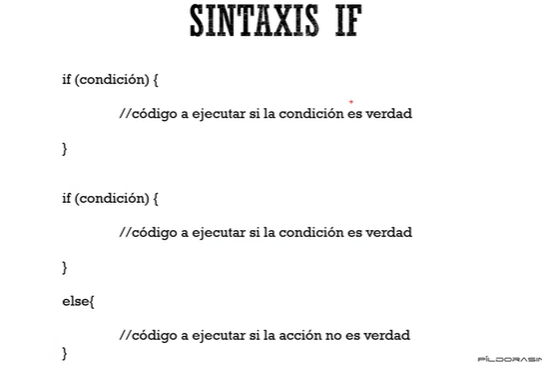 SINTAXIS IF
if (condición) {
//código a ejecutar si la condición es verdad
}
if (condición) {
//código a ejecutar si la condición es verdad
}
else{
//código a ejecutar si la acción no es verdad
}
PÍLDORASIN